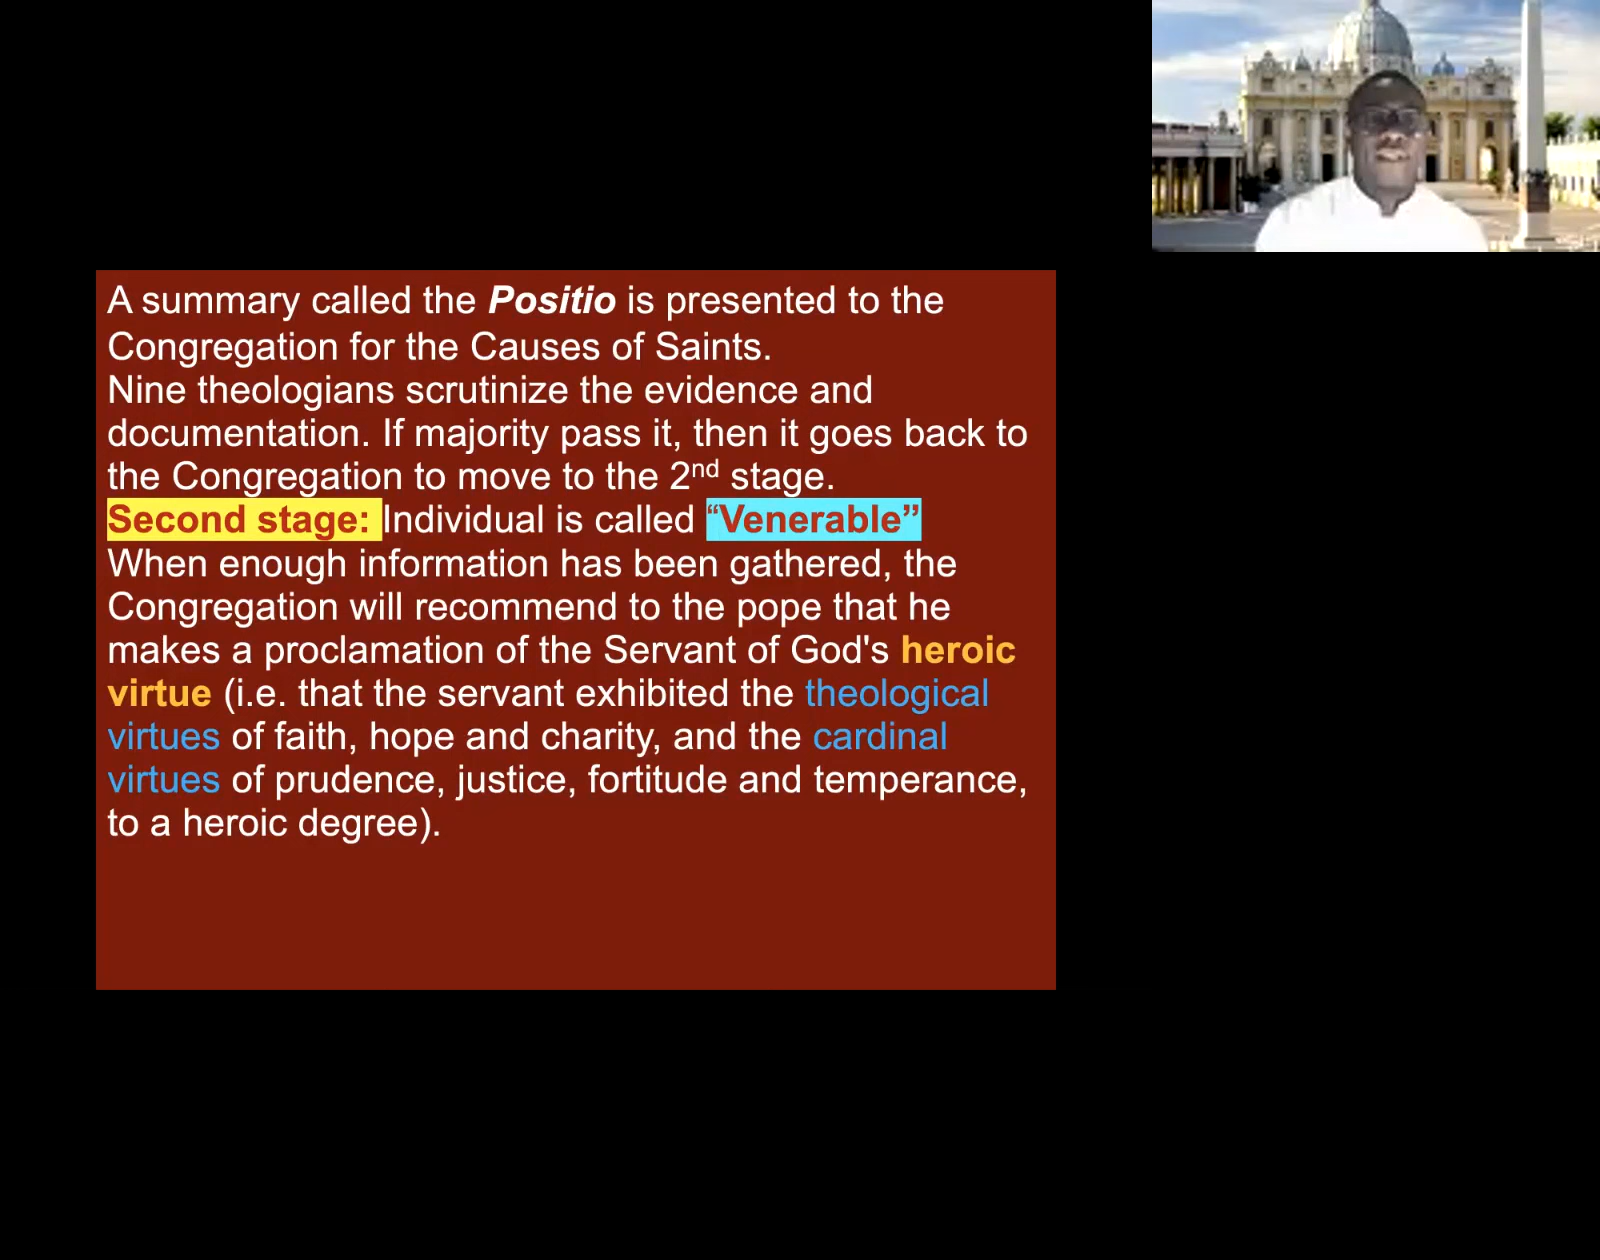 A summary called the Positio is presented to the
Congregation for the Causes of Saints.
Nine theologians scrutinize the evidence and
documentation. If majority pass it, then it goes back to
the Congregation to move to the 2nd stage.
Second stage: Individual is called “Venerable”
When enough information has been gathered, the
Congregation will recommend to the pope that he
makes a proclamation of the Servant of God's heroic
virtue (i.e. that the servant exhibited the theological
virtues of faith, hope and charity, and the cardinal
virtues of prudence, justice, fortitude and temperance,
to a heroic degree).